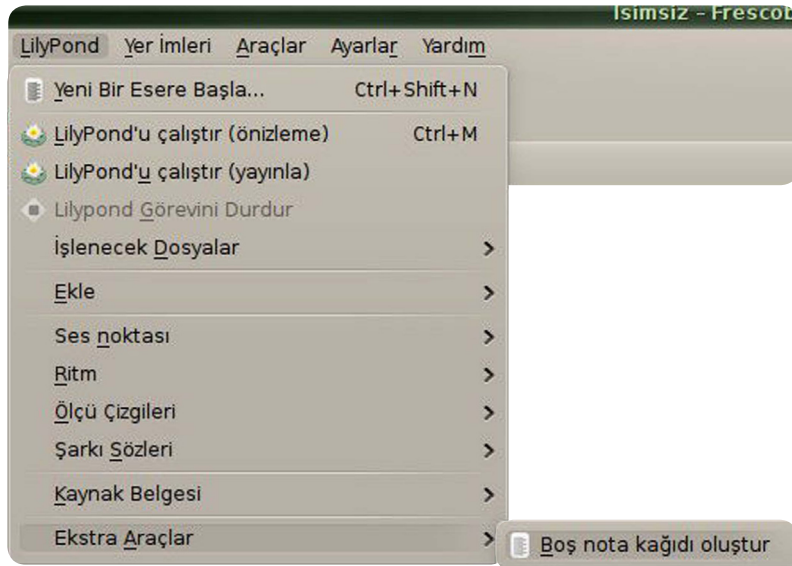 İsimsiz – Frescob
LilyPond Yer İmleri Araçlar Ayarlar Yardım
Yeni Bir Esere Başla... Ctrl+Shift+N
LilyPond'u çalıştır (önizleme) Ctrl+M
LilyPond'u çalıştır (yayınla)
Lilypond Görevini Durdur
İşlenecek Dosyalar
Ekle
Ses noktası
Ritm
Ölçü Çizgileri
Şarkı Sözleri
Kaynak Belgesi
Ekstra Araçlar
Boş nota kağıdı oluştur